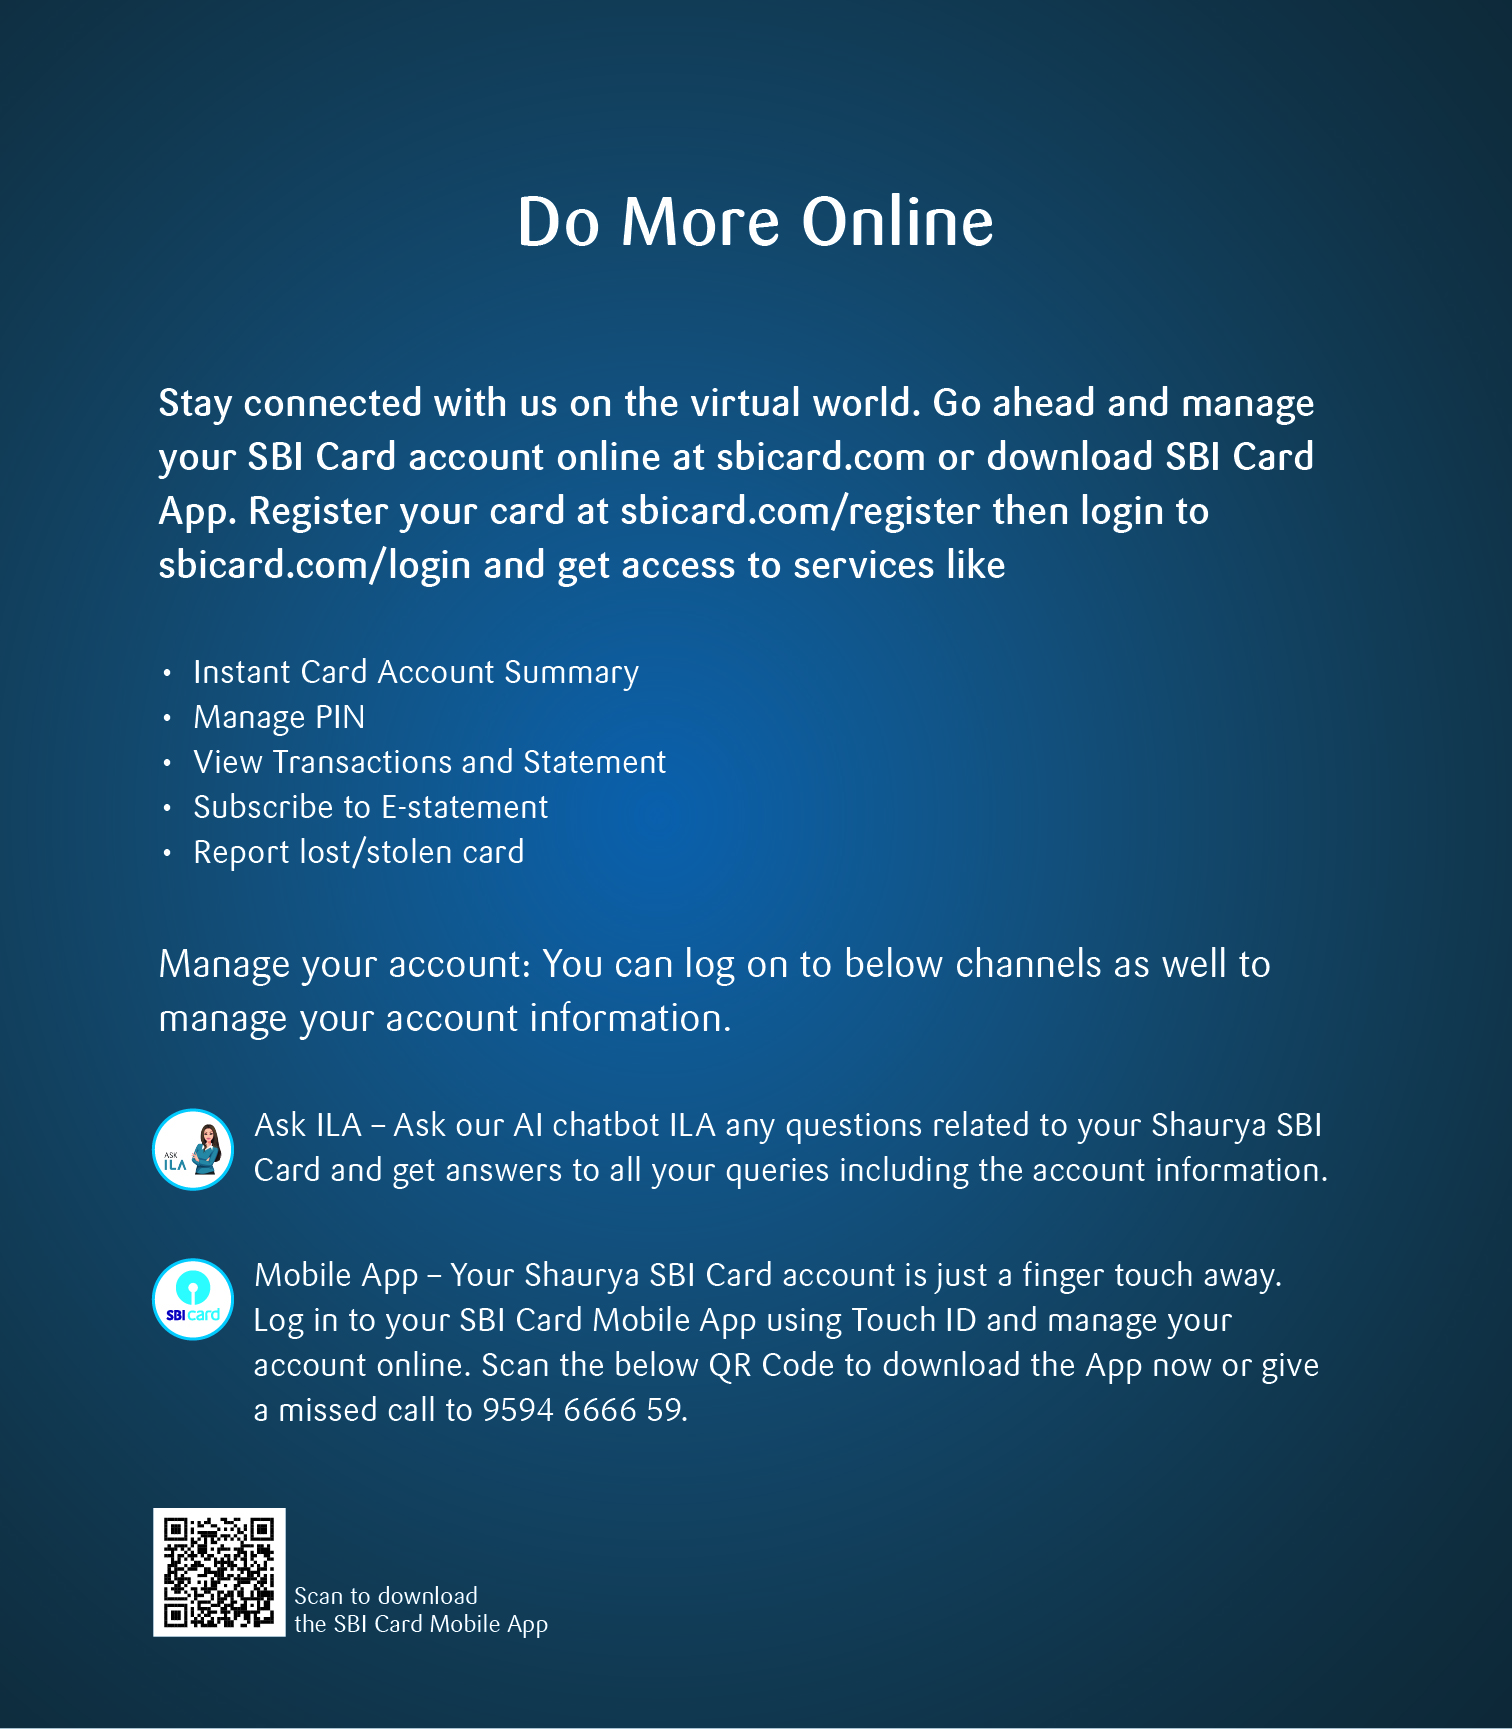 Do More Online
Stay connected with us on the virtual world. Go ahead and manage
your SBI Card account online at sbicard.com or download SBI Card
App. Register your card at sbicard.com/register then login to
sbicard.com/login and get access to services like
• Instant Card Account Summary
• Manage PIN
• View Transactions and Statement
• Subscribe to E-statement
• Report lost/stolen card
Manage your account: You can log on to below channels as well to
manage your account information.
ASK
ILA
Ask ILA – Ask our AI chatbot ILA any questions related to your Shaurya SBI
Card and get answers to all your queries including the account information.
SBI card
Mobile App – Your Shaurya SBI Card account is just a finger touch away.
Log in to your SBI Card Mobile App using Touch ID and manage your
account online. Scan the below QR Code to download the App now or give
a missed call to 9594 6666 59.
Scan to download
the SBI Card Mobile App